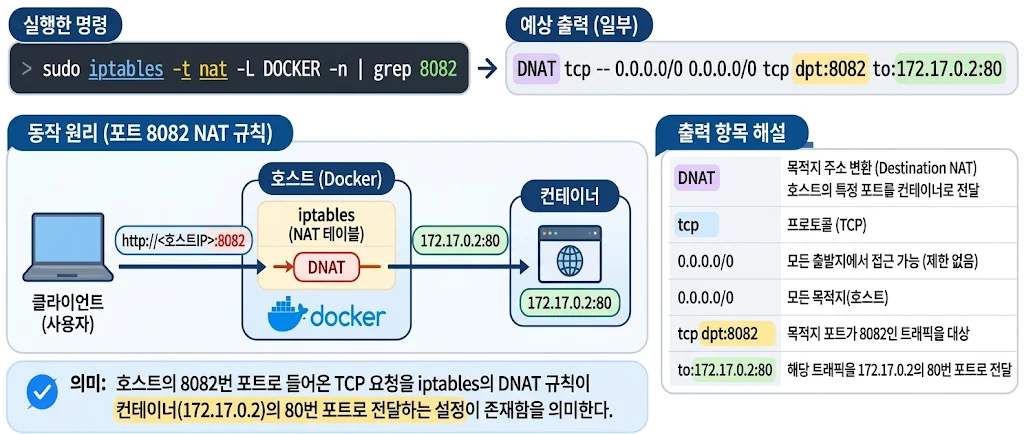 실행한 명령
> sudo iptables -t nat -L DOCKER -n | grep 8082
예상 출력 (일부)
DNAT tcp -- 0.0.0.0/0 0.0.0.0/0 tcp dpt:8082 to:172.17.0.2:80
동작 원리 (포트 8082 NAT 규칙)
클라이언트
(사용자)
http://<호스트IP>:8082
호스트 (Docker)
iptables
(NAT 테이블)
DNAT
docker
172.17.0.2:80
컨테이너
172.17.0.2:80
의미: 호스트의 8082번 포트로 들어온 TCP 요청을 iptables의 DNAT 규칙이
컨테이너(172.17.0.2)의 80번 포트로 전달하는 설정이 존재함을 의미한다.
출력 항목 해설
DNAT 목적지 주소 변환 (Destination NAT)
호스트의 특정 포트를 컨테이너로 전달
tcp 프로토콜 (TCP)
0.0.0.0/0 모든 출발지에서 접근 가능 (제한 없음)
0.0.0.0/0 모든 목적지(호스트)
tcp dpt:8082 목적지 포트가 8082인 트래픽을 대상
to:172.17.0.2:80 해당 트래픽을 172.17.0.2의 80번 포트로 전달